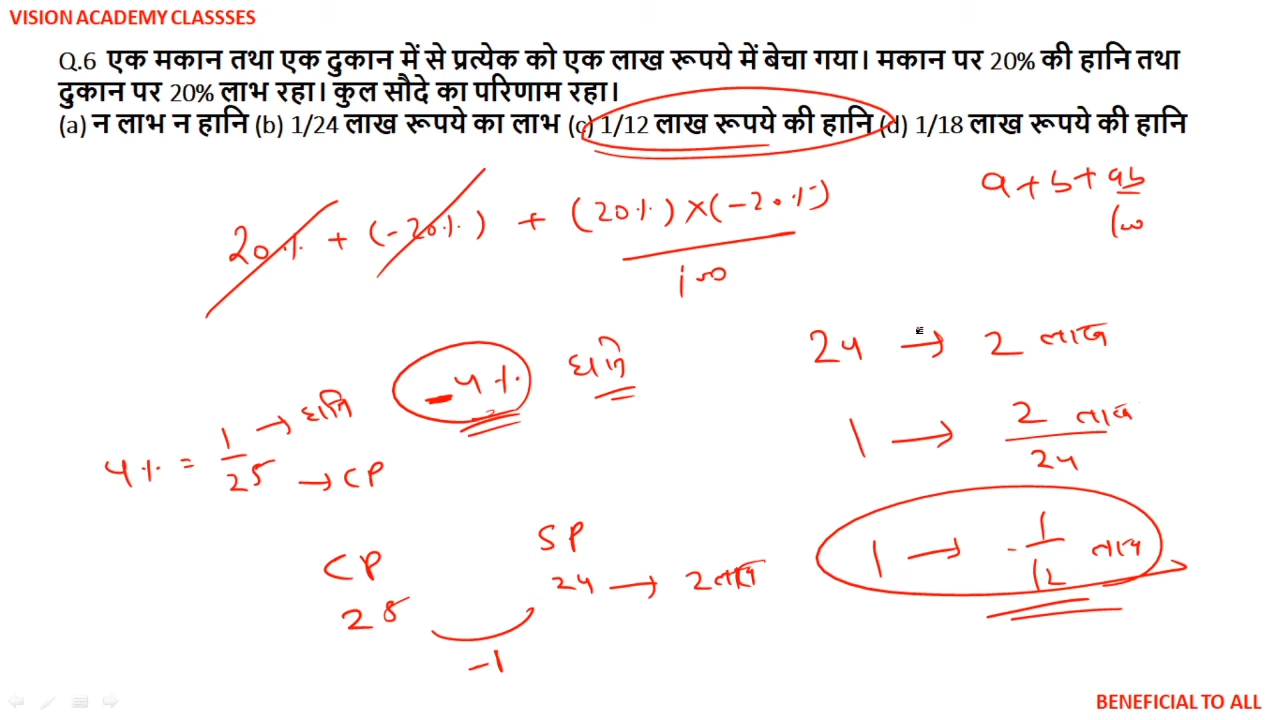 VISION ACADEMY CLASSSES
Q.6 एक मकान तथा एक दुकान में से प्रत्येक को एक लाख रूपये में बेचा गया। मकान पर 20% की हानि तथा
दुकान पर 20% लाभ रहा। कुल सौदे का परिणाम रहा।
(a) न लाभ न हानि (b) 1/24 लाख रूपये का लाभ (c) 1/12 लाख रूपये की हानि (d) 1/18 लाख रूपये की हानि
a + b + ab/100
20% + (-20%) + (20%) × (-20%)/100
24 → 2 लाख
-4% हानि
4% = 1/25 → हानि → CP
1 → 2 लाख/24
CP SP
25 24 → 2 लाख
-1
1 → 1/12 लाख
BENEFICIAL TO ALL